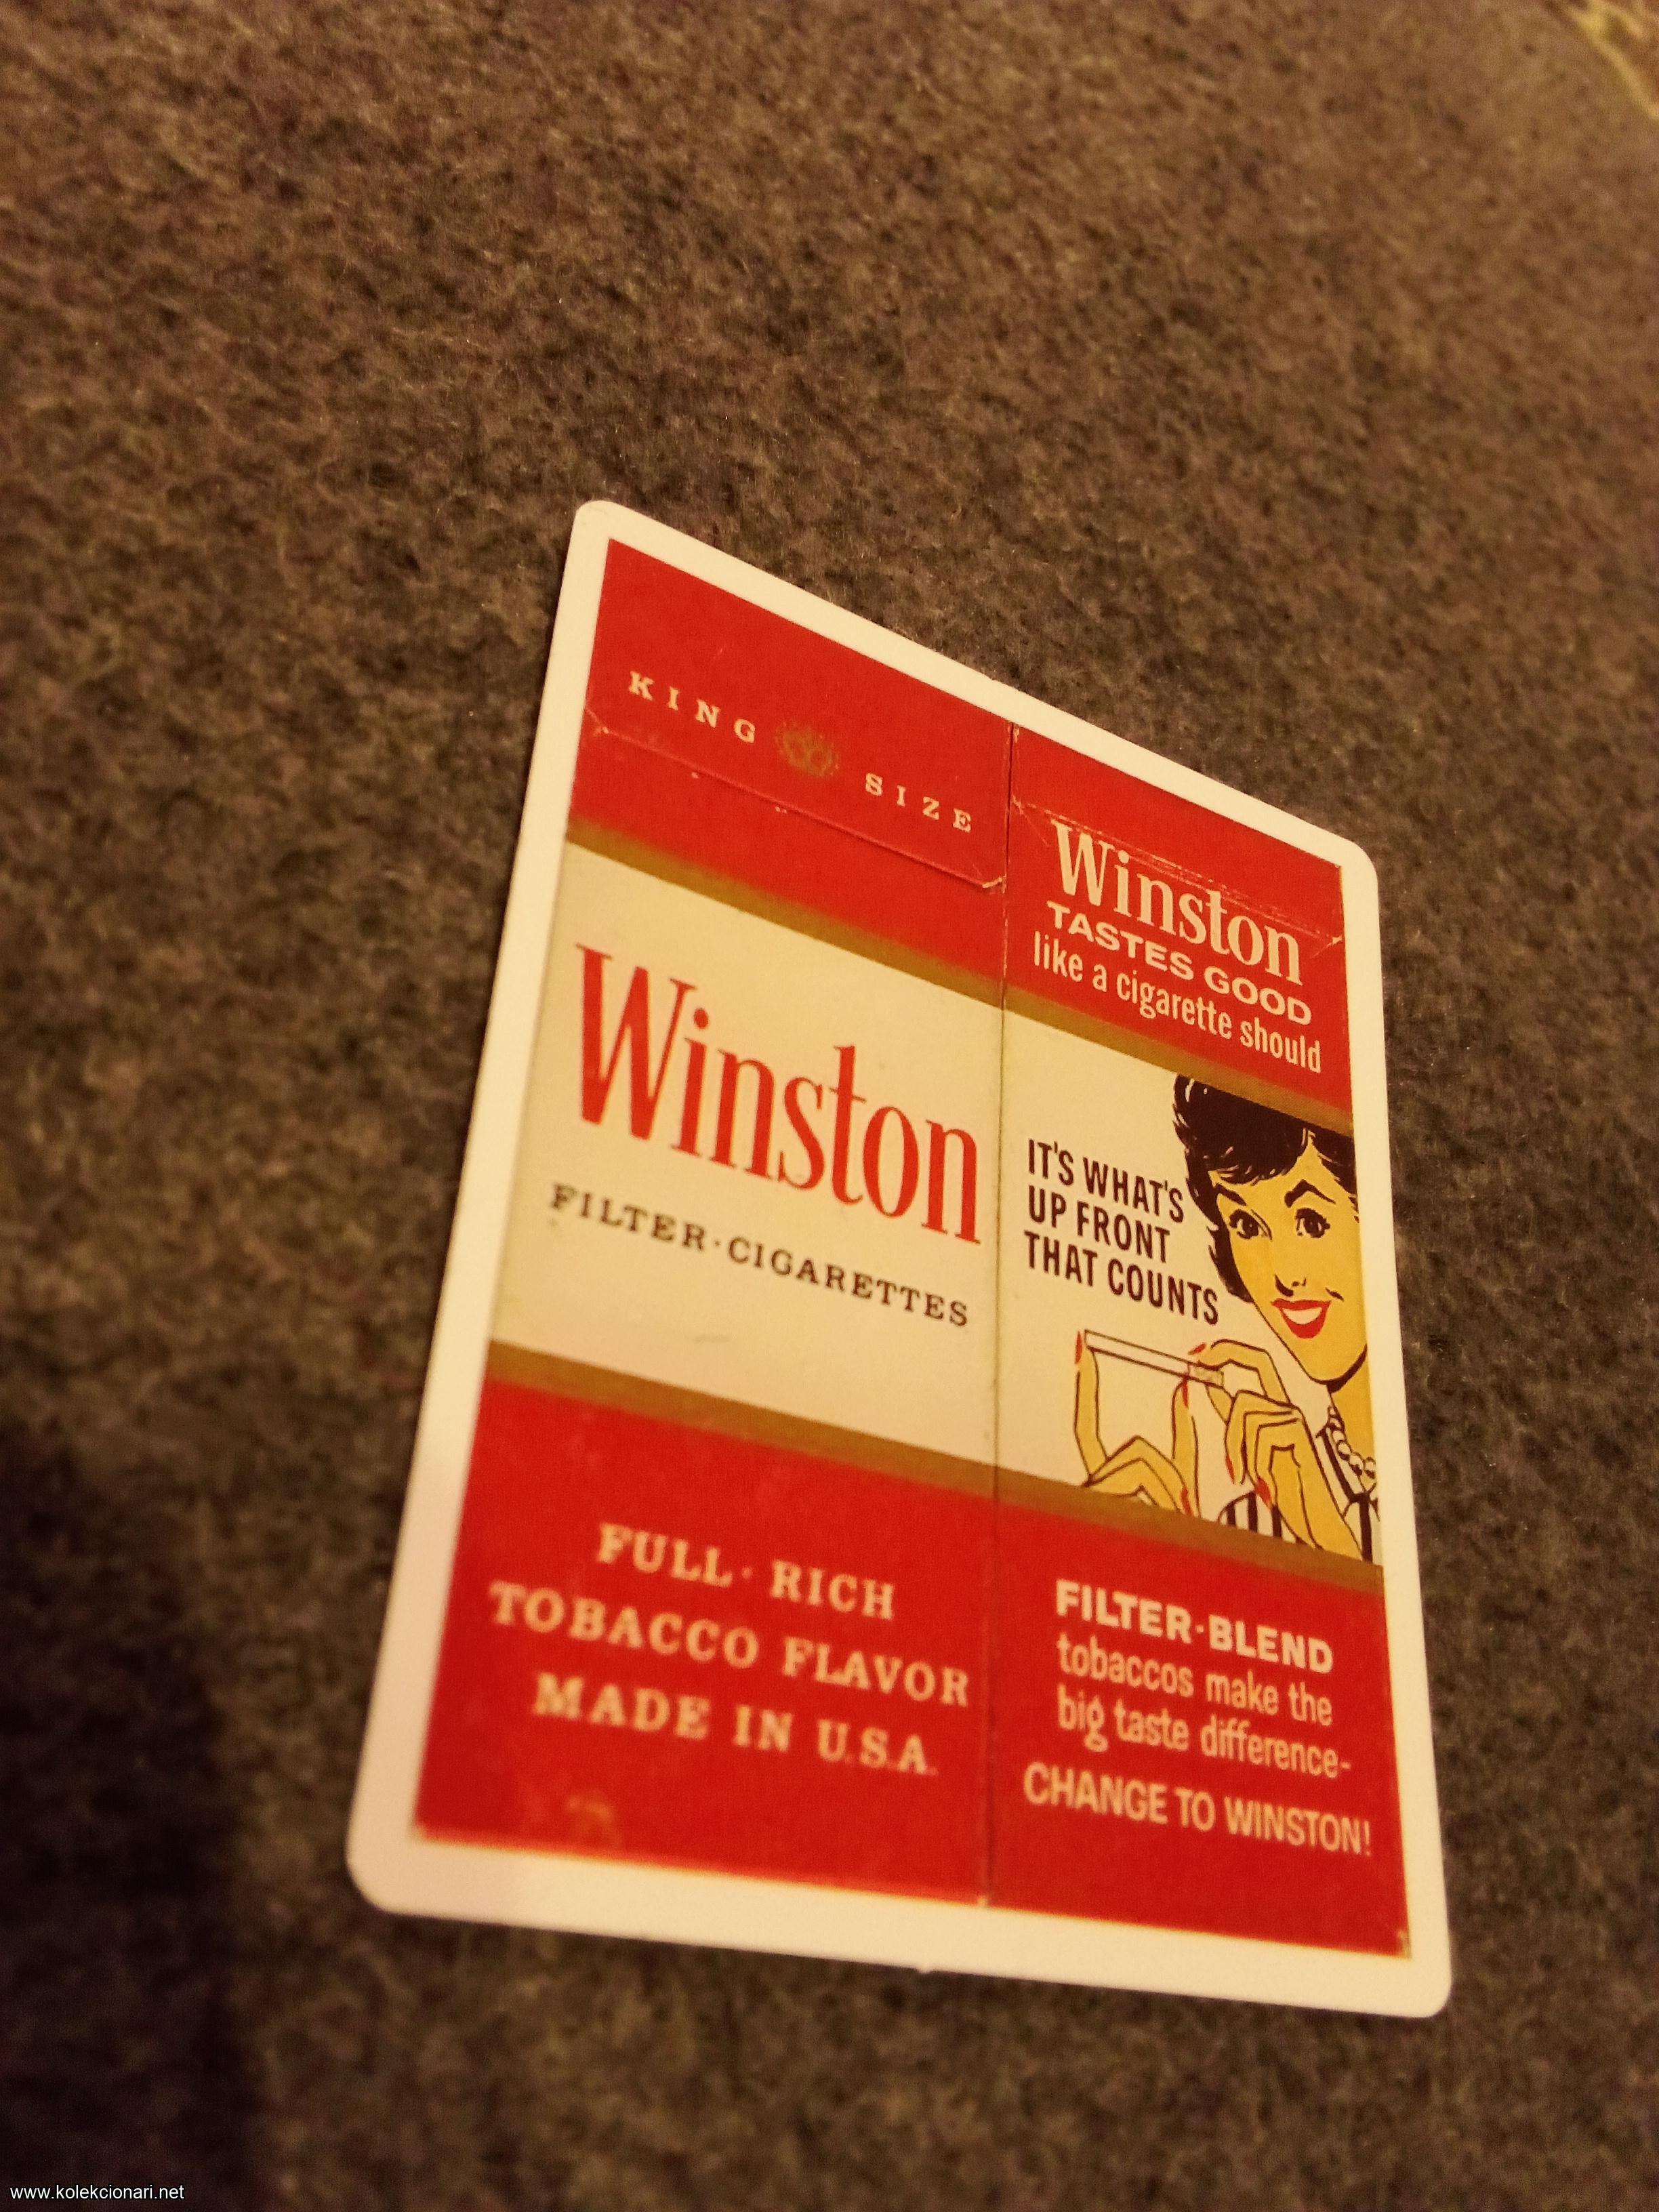 KING SIZE
Winston
FILTER·CIGARETTES
FULL·RICH
TOBACCO FLAVOR
MADE IN U.S.A.
Winston
TASTES GOOD
like a cigarette should
IT'S WHAT'S
UP FRONT
THAT COUNTS
FILTER·BLEND
tobaccos make the
big taste difference-
CHANGE TO WINSTON!
www.kolekcionari.net